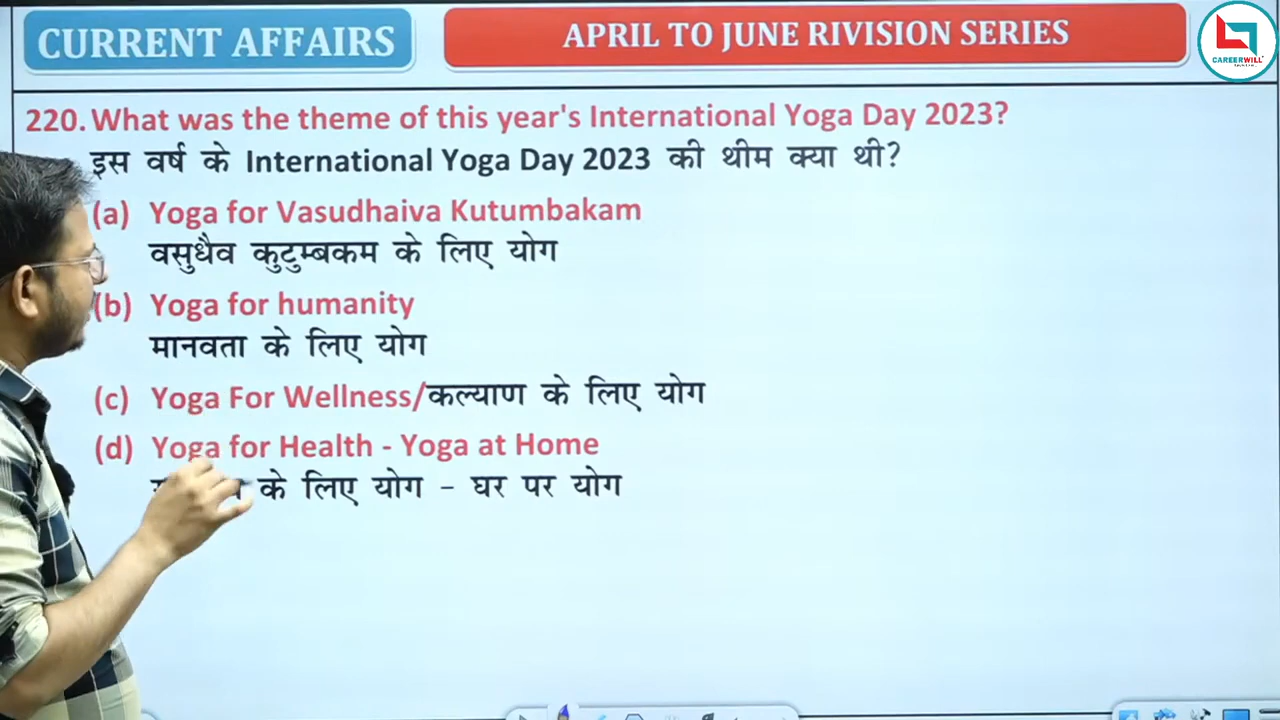 CURRENT AFFAIRS
APRIL TO JUNE RIVISION SERIES
CAREERWILL
220. What was the theme of this year's International Yoga Day 2023?
इस वर्ष के International Yoga Day 2023 की थीम क्या थी?
(a) Yoga for Vasudhaiva Kutumbakam
वसुधैव कुटुम्बकम के लिए योग
(b) Yoga for humanity
मानवता के लिए योग
(c) Yoga For Wellness/कल्याण के लिए योग
(d) Yoga for Health - Yoga at Home
के लिए योग – घर पर योग